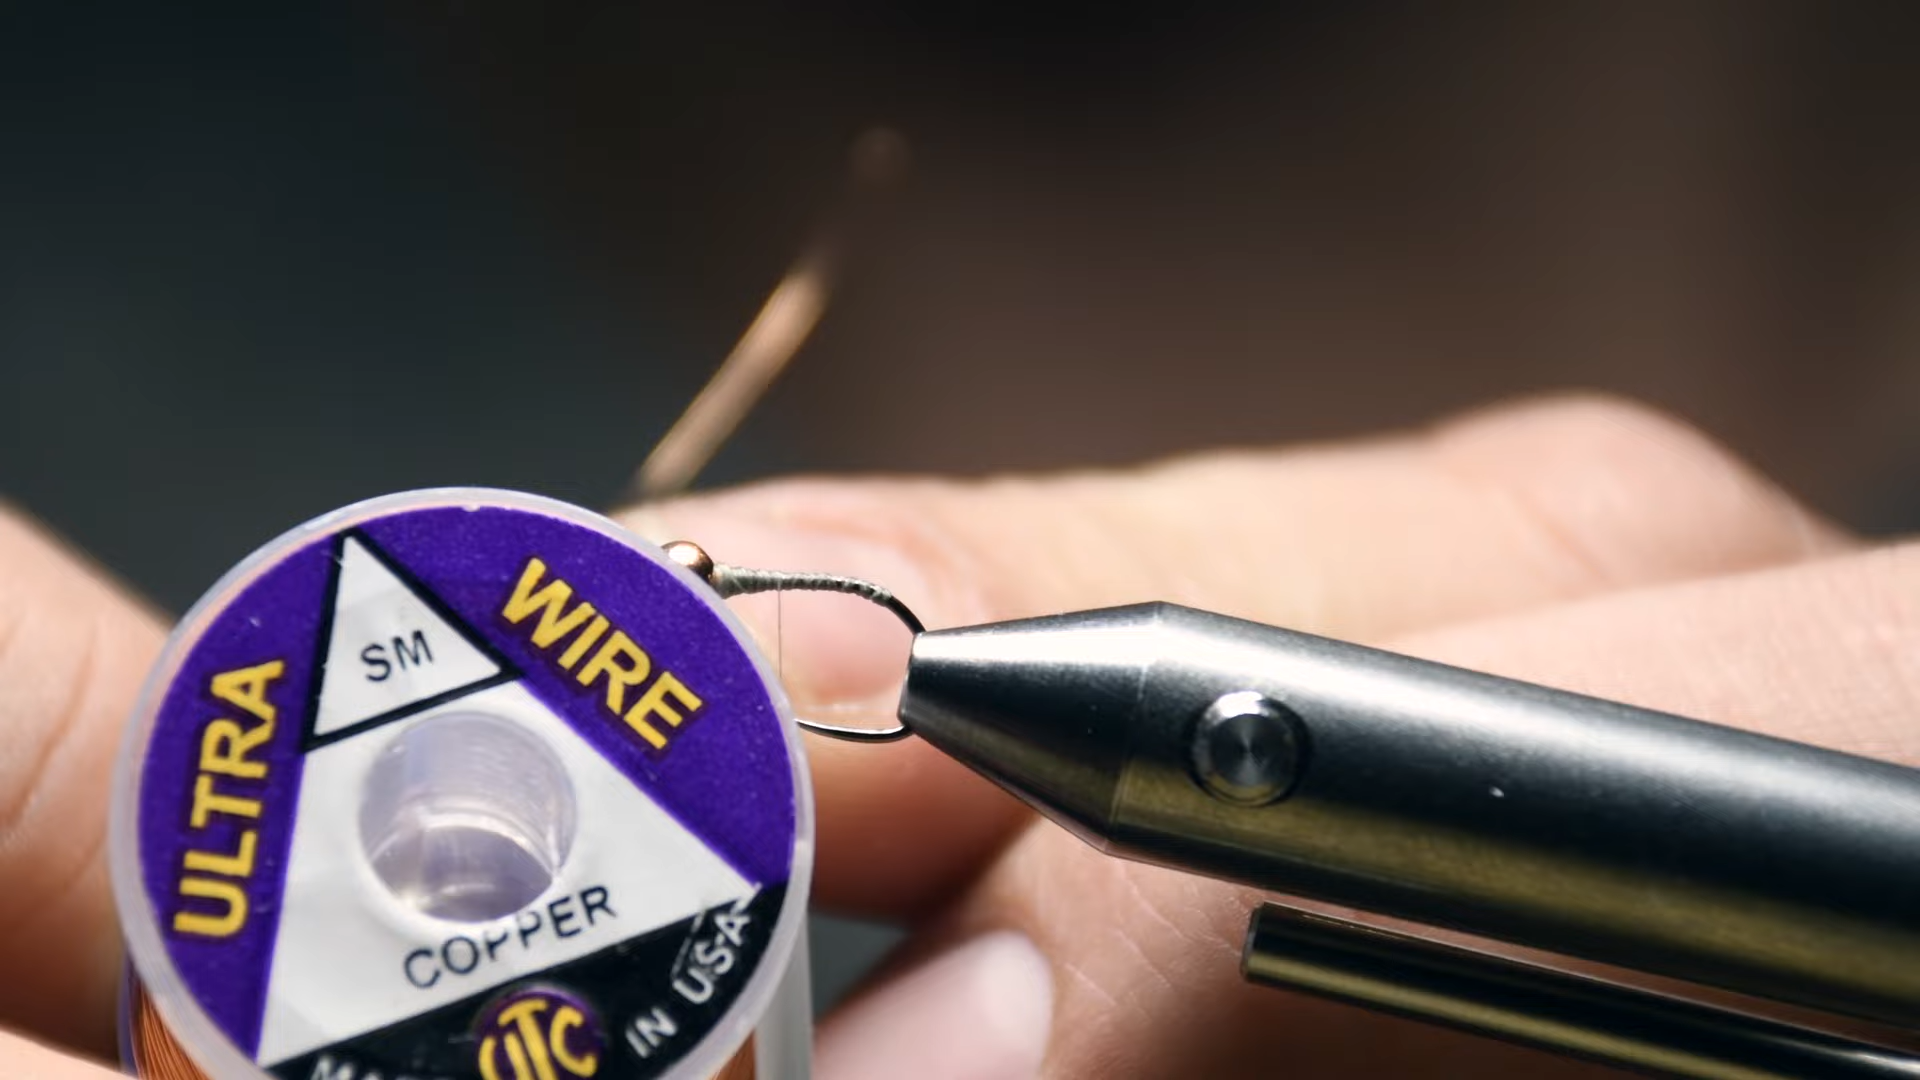 ULTRA WIRE
SM
COPPER
UTC
IN USA